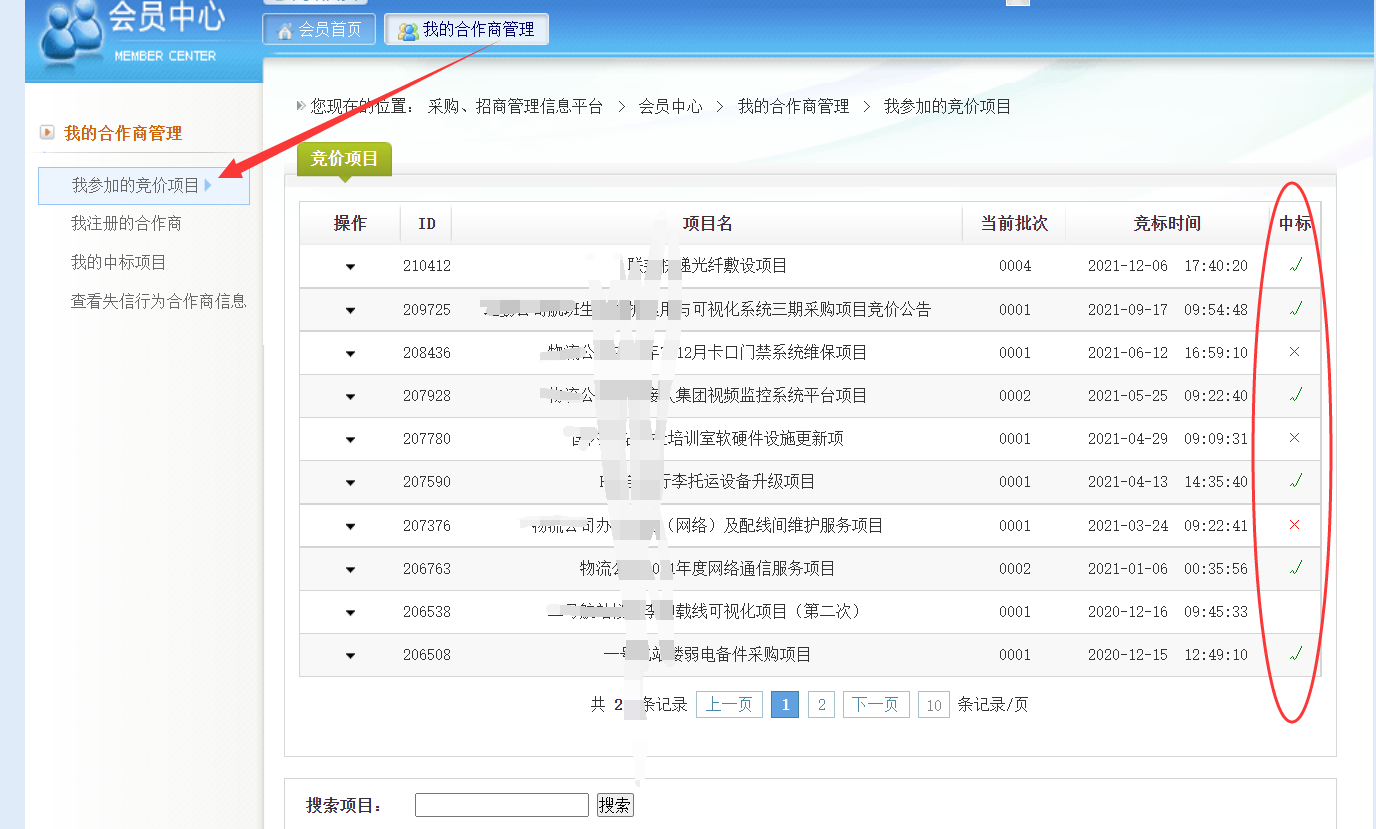 会员中心
MEMBER CENTER
会员首页
我的合作商管理
您现在的位置： 采购、招商管理信息平台 > 会员中心 > 我的合作商管理 > 我参加的竞价项目
我的合作商管理
我参加的竞价项目
我注册的合作商
我的中标项目
查看失信行为合作商信息
竞价项目
操作 ID 项目名 当前批次 竞标时间 中标
210412 光纤敷设项目 0004 2021-12-06 17:40:20
209725 可视化系统三期采购项目竞价公告 0001 2021-09-17 09:54:48
208436 物流公 12月卡口门禁系统维保项目 0001 2021-06-12 16:59:10
207928 物流公 集团视频监控系统平台项目 0002 2021-05-25 09:22:40
207780 培训室软硬件设施更新项 0001 2021-04-29 09:09:31
207590 行李托运设备升级项目 0001 2021-04-13 14:35:40
207376 物流公司办 （网络）及配线间维护服务项目 0001 2021-03-24 09:22:41
206763 物流公 年度网络通信服务项目 0002 2021-01-06 00:35:56
206538 卸载线可视化项目（第二次） 0001 2020-12-16 09:45:33
206508 一号 楼弱电备件采购项目 0001 2020-12-15 12:49:10
共 2 条记录 上一页 1 2 下一页 10 条记录/页
搜索项目： 搜索